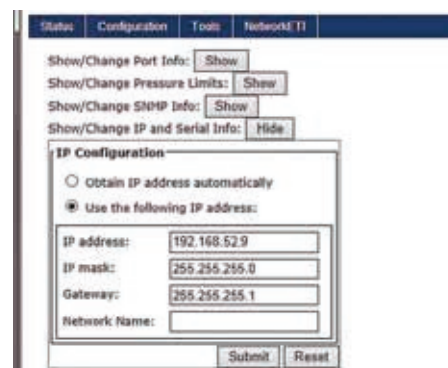 Status Configuration Tools Network[TI
Show/Change Port Info: Show
Show/Change Pressure Limits: Show
Show/Change SNMP Info: Show
Show/Change IP and Serial Info: Hide
IP Configuration
Obtain IP address automatically
Use the following IP address:
IP address: 192.168.52.9
IP mask: 255.255.255.0
Gateway: 255.255.255.1
Network Name:
Submit Reset